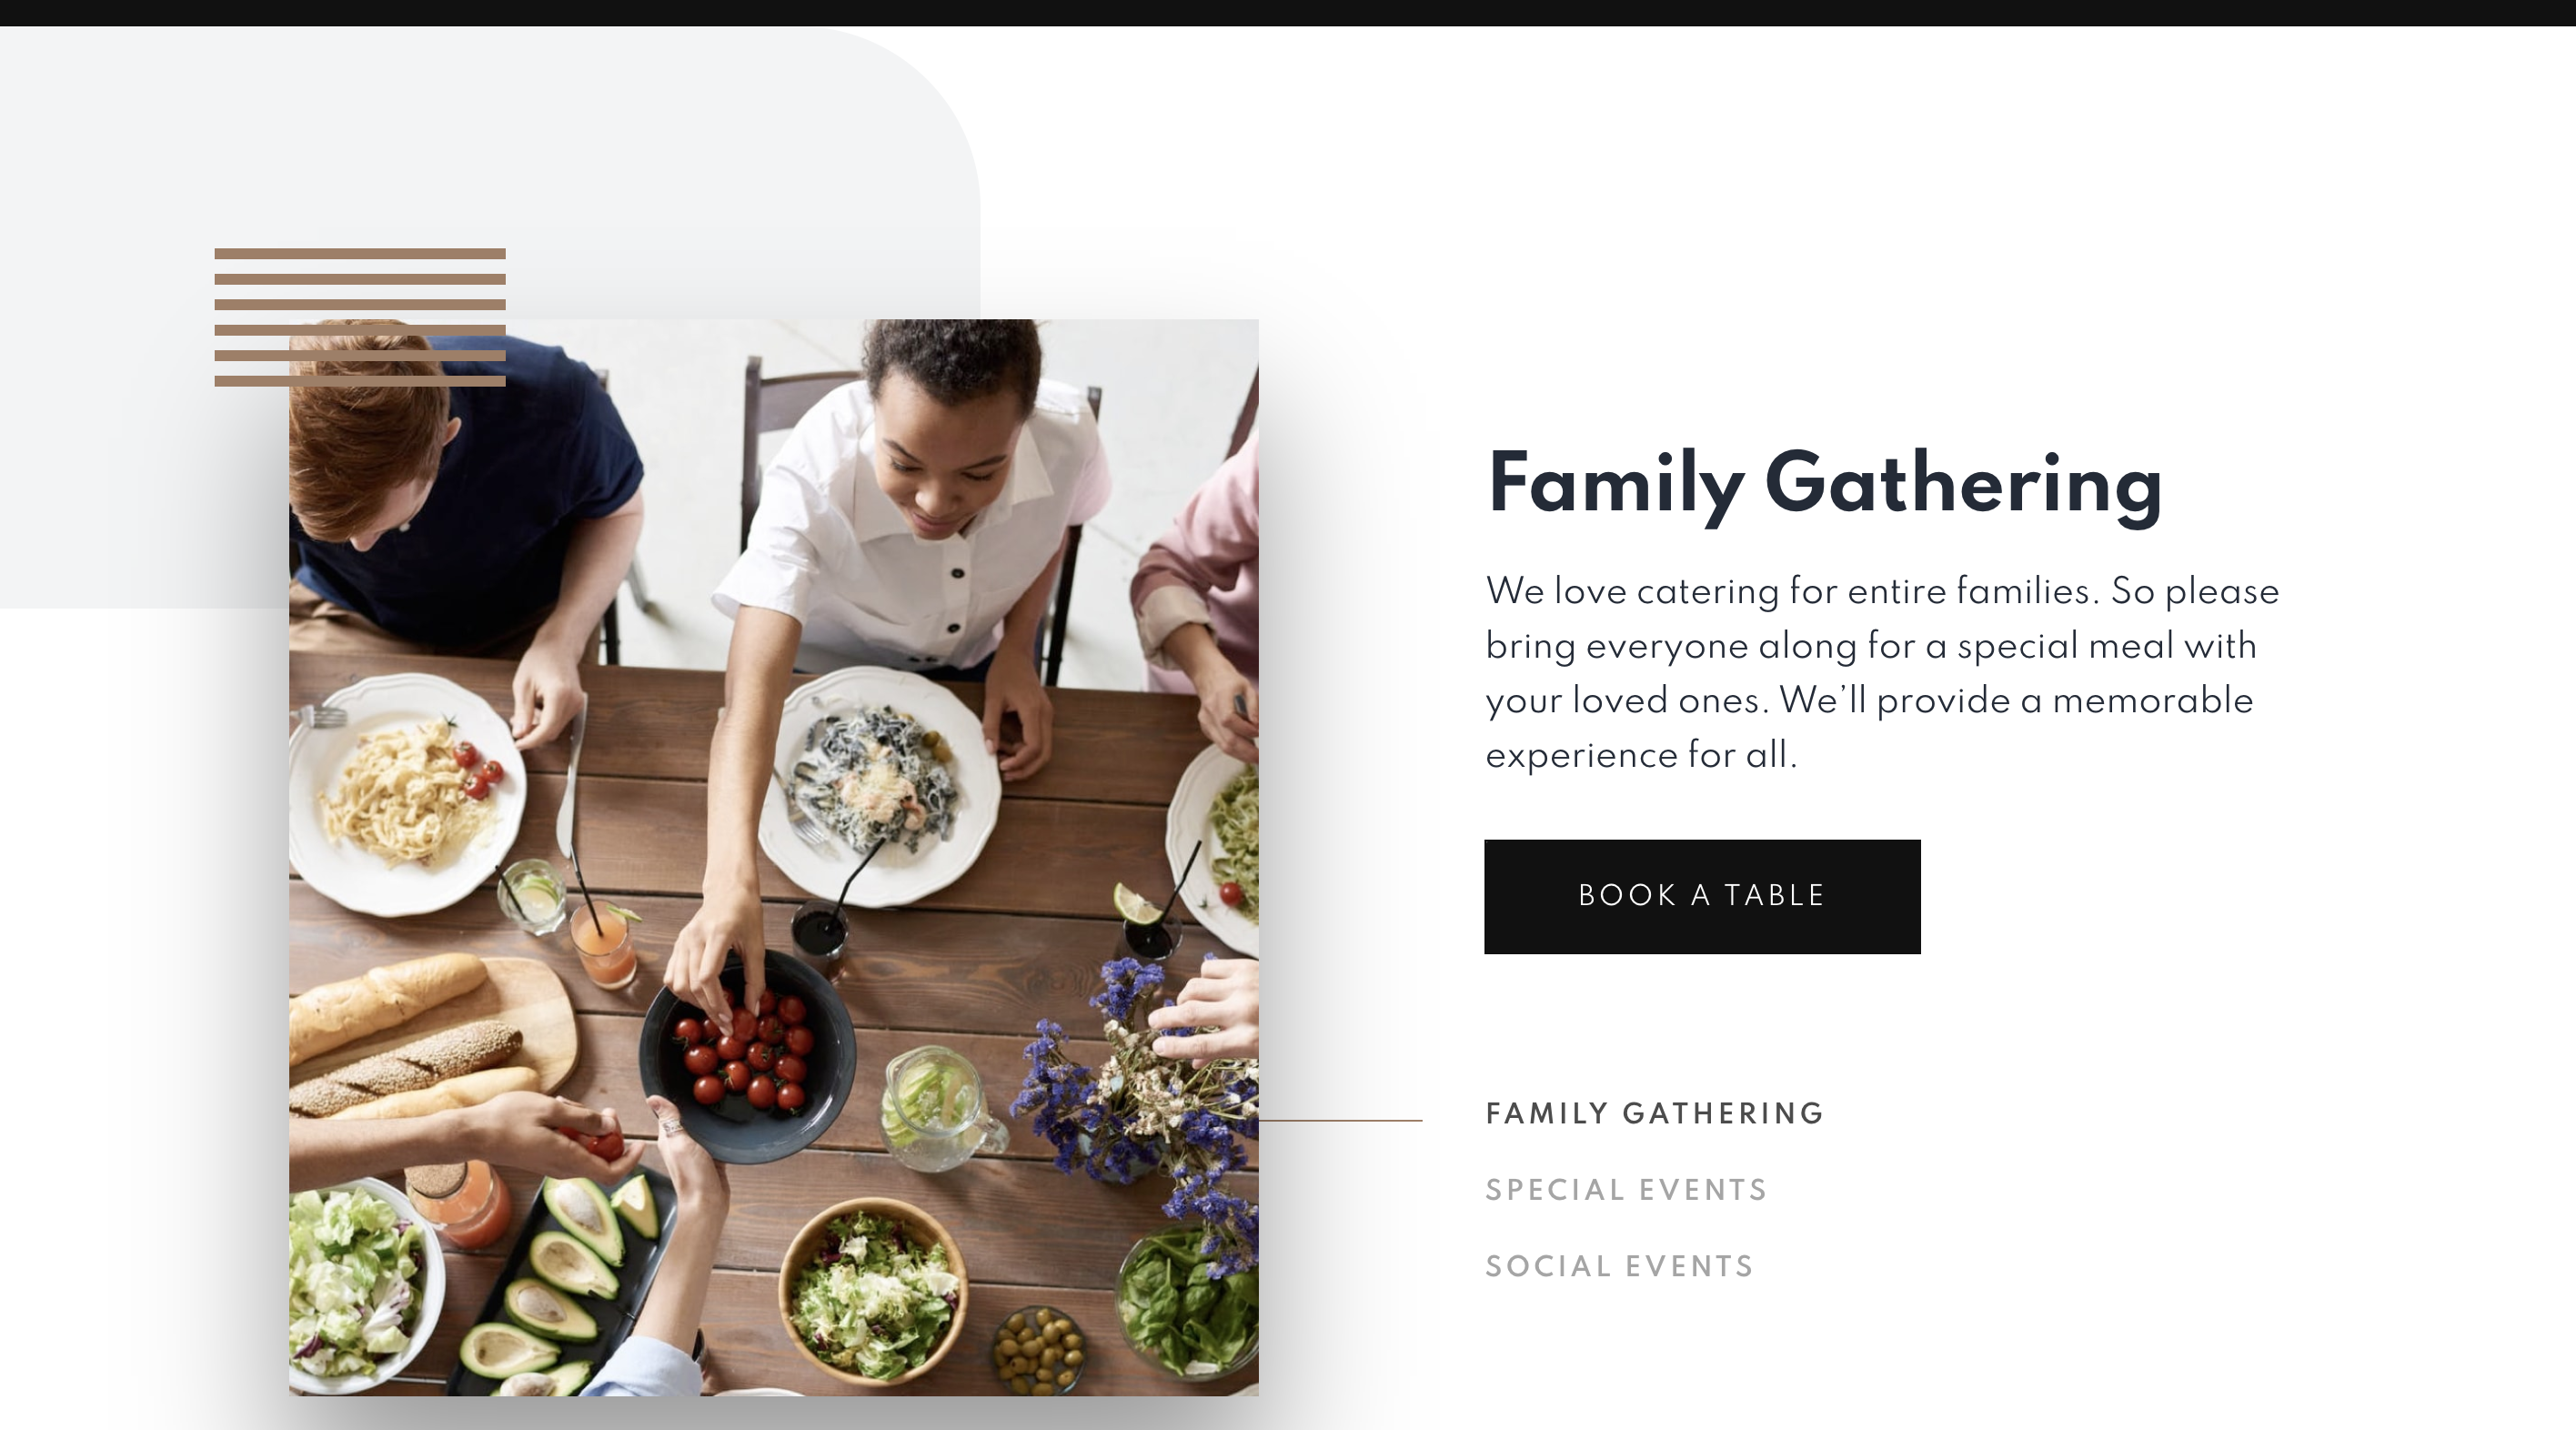 Family Gathering
We love catering for entire families. So please
bring everyone along for a special meal with
your loved ones. We’ll provide a memorable
experience for all.
BOOK A TABLE
FAMILY GATHERING
SPECIAL EVENTS
SOCIAL EVENTS